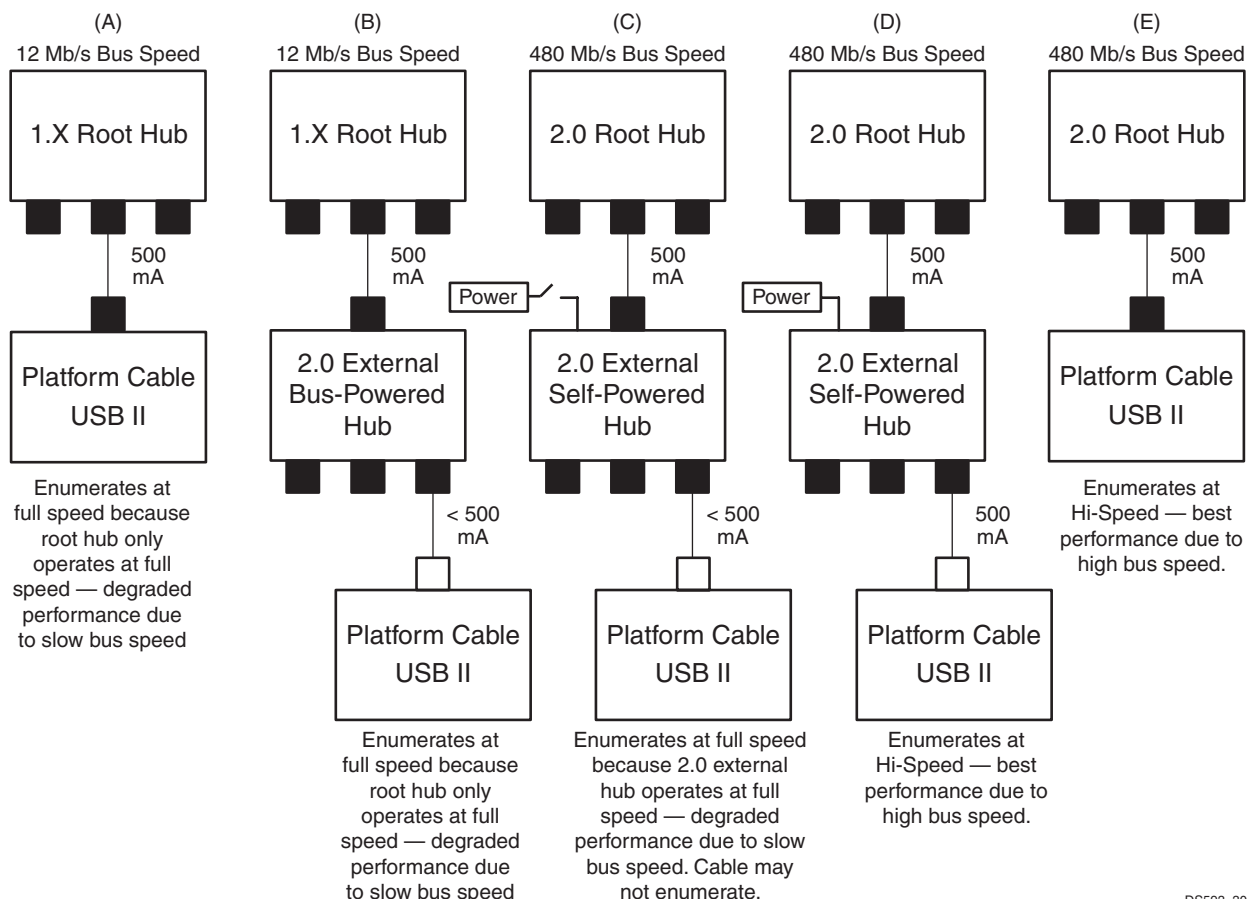 (A)
12 Mb/s Bus Speed
1.X Root Hub
500
mA
Platform Cable
USB II
Enumerates at
full speed because
root hub only
operates at full
speed — degraded
performance due
to slow bus speed
(B)
12 Mb/s Bus Speed
1.X Root Hub
500
mA
2.0 External
Bus-Powered
Hub
< 500
mA
Platform Cable
USB II
Enumerates at
full speed because
root hub only
operates at full
speed — degraded
performance due
to slow bus speed
(C)
480 Mb/s Bus Speed
2.0 Root Hub
500
mA
Power
2.0 External
Self-Powered
Hub
< 500
mA
Platform Cable
USB II
Enumerates at full speed
because 2.0 external
hub operates at full
speed — degraded
performance due to slow
bus speed. Cable may
not enumerate.
(D)
480 Mb/s Bus Speed
2.0 Root Hub
500
mA
Power
2.0 External
Self-Powered
Hub
500
mA
Platform Cable
USB II
Enumerates at
Hi-Speed — best
performance due to
high bus speed.
(E)
480 Mb/s Bus Speed
2.0 Root Hub
500
mA
Platform Cable
USB II
Enumerates at
Hi-Speed — best
performance due to
high bus speed.